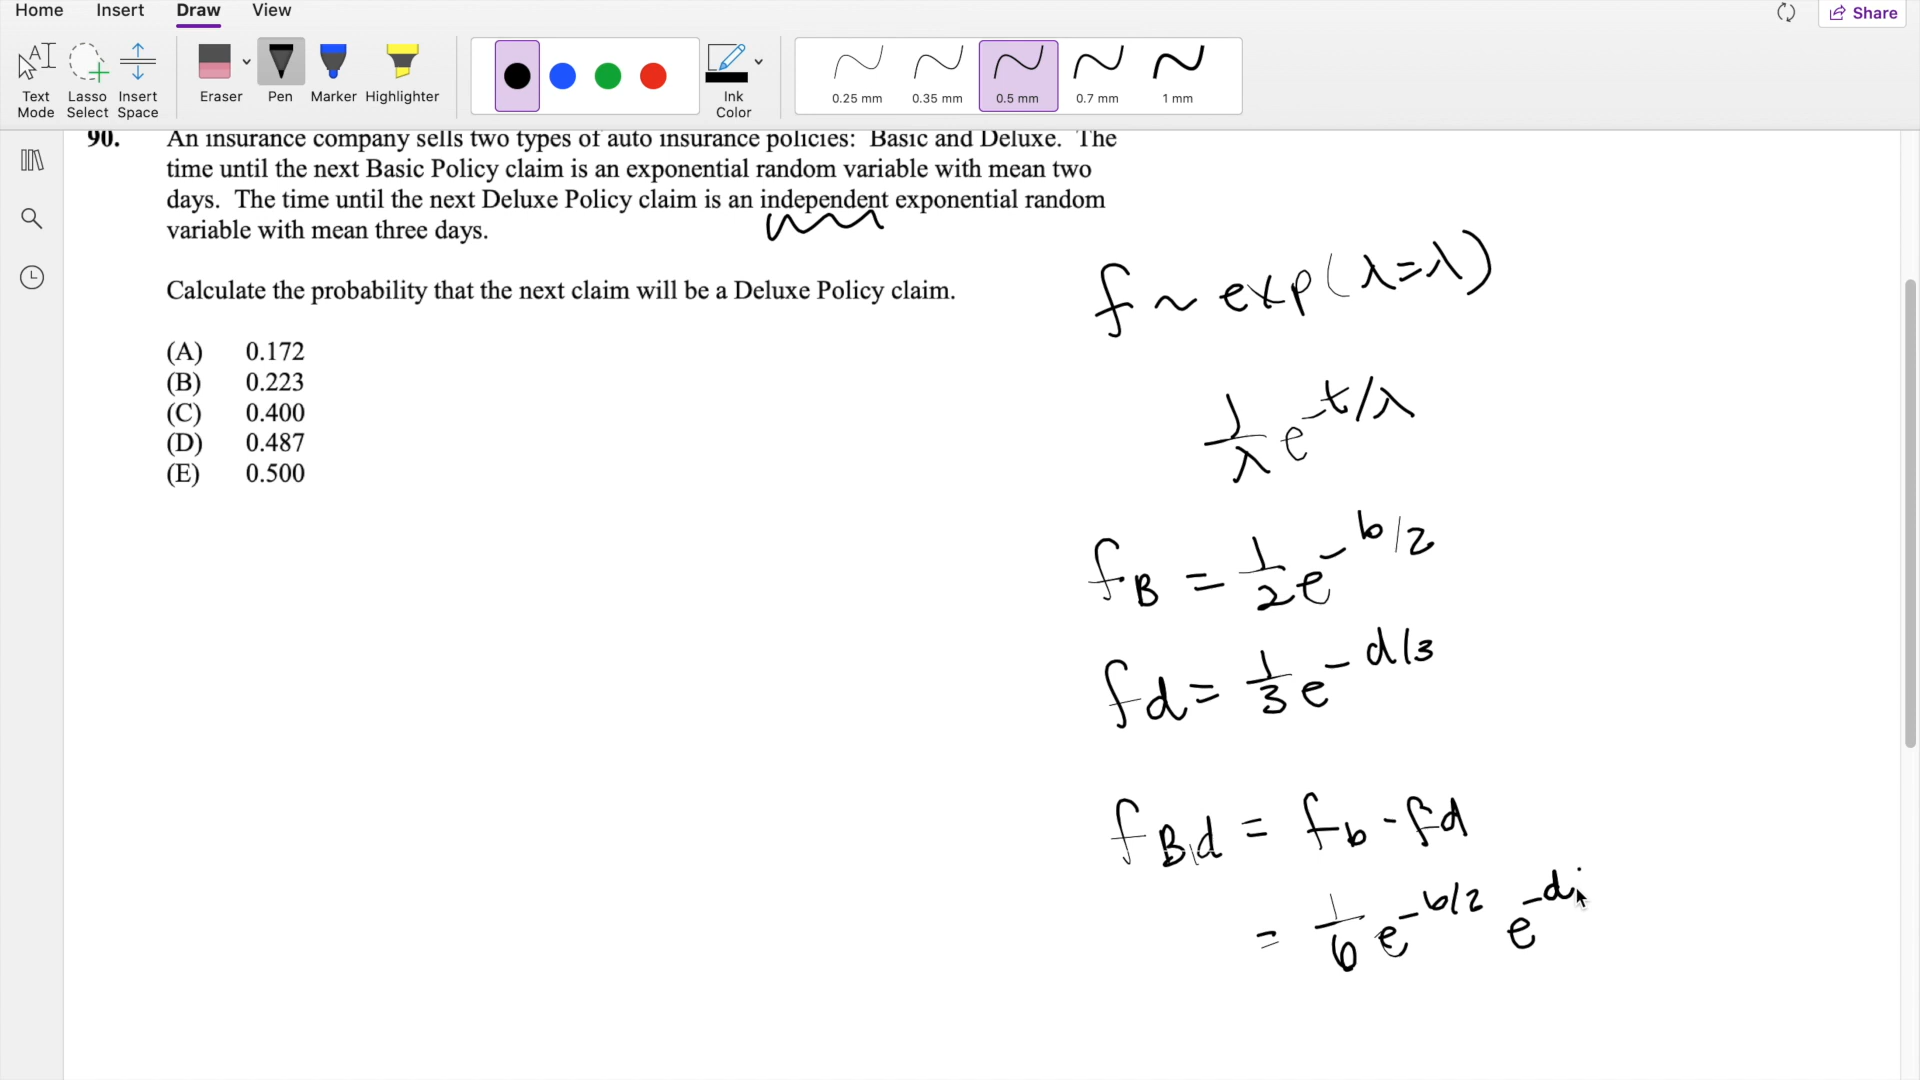 Home Insert Draw View
Share
Text Mode
Lasso Select
Insert Space
Eraser
Pen
Marker
Highlighter
Ink Color
0.25 mm
0.35 mm
0.5 mm
0.7 mm
1 mm
90. An insurance company sells two types of auto insurance policies: Basic and Deluxe. The
time until the next Basic Policy claim is an exponential random variable with mean two
days. The time until the next Deluxe Policy claim is an independent exponential random
variable with mean three days.
Calculate the probability that the next claim will be a Deluxe Policy claim.
(A) 0.172
(B) 0.223
(C) 0.400
(D) 0.487
(E) 0.500
f ~ exp(λ=λ)
1/λ e^-t/λ
f_B = 1/2 e^-b/2
f_d = 1/3 e^-d/3
f_B,d = f_b · f_d
= 1/6 e^-b/2 e^-d